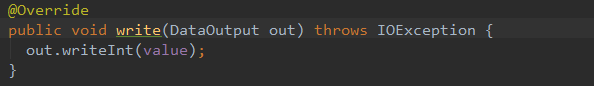 @Override
public void write(DataOutput out) throws IOException {
  out.writeInt(value);
}